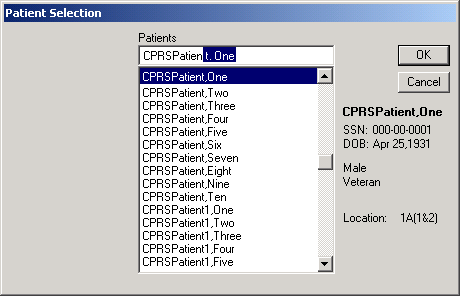 Patient Selection
Patients
CPRSPatient. One
OK
Cancel
CPRSPatient,One
CPRSPatient,Two
CPRSPatient,Three
CPRSPatient,Four
CPRSPatient,Five
CPRSPatient,Six
CPRSPatient,Seven
CPRSPatient,Eight
CPRSPatient,Nine
CPRSPatient,Ten
CPRSPatient1,One
CPRSPatient1,Two
CPRSPatient1,Three
CPRSPatient1,Four
CPRSPatient1,Five
CPRSPatient,One
SSN: 000-00-0001
DOB: Apr 25,1931
Male
Veteran
Location: 1A(1&2)